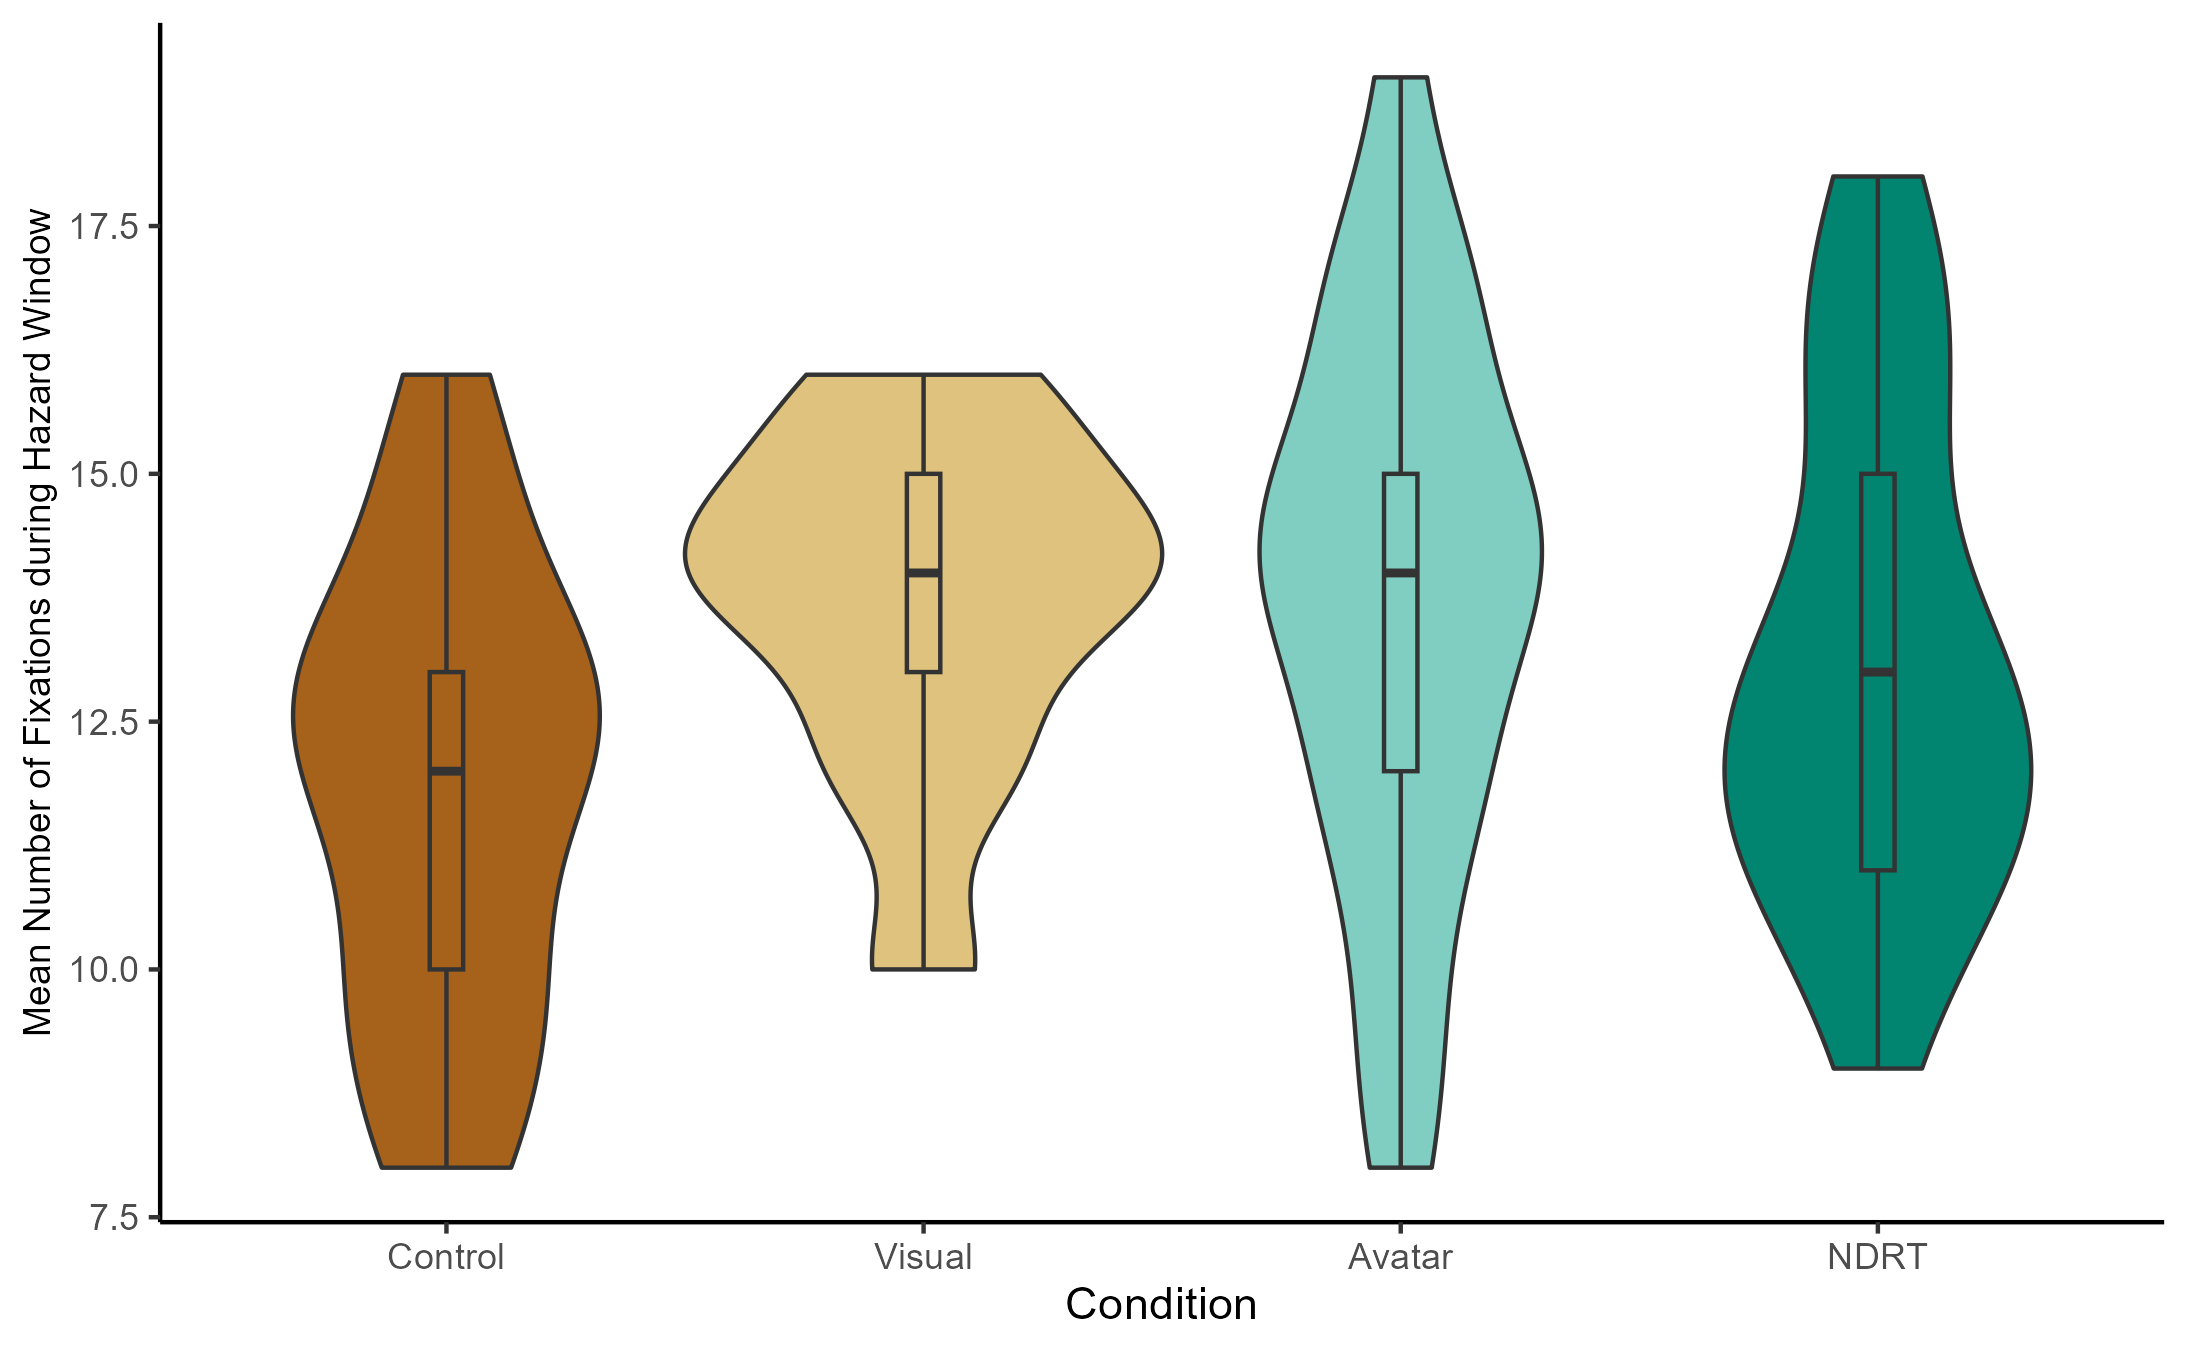 Mean Number of Fixations during Hazard Window
17.5
15.0
12.5
10.0
7.5
Control Visual Avatar NDRT
Condition